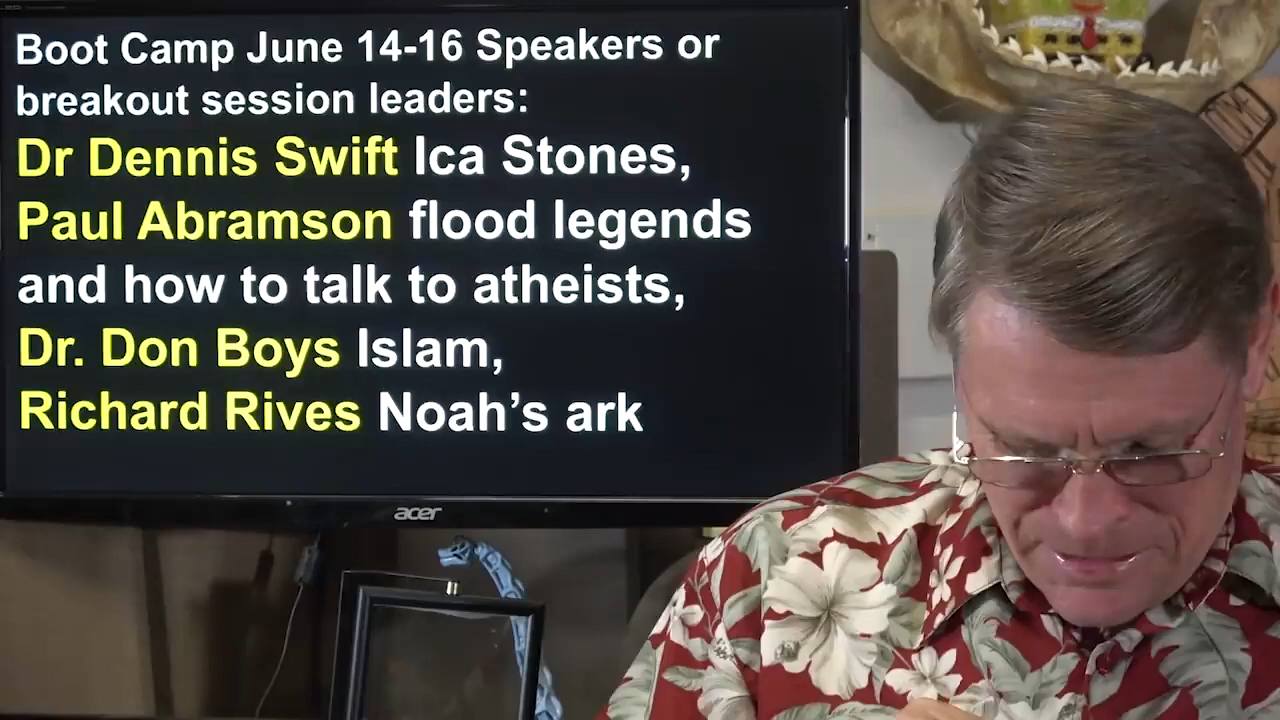 Boot Camp June 14-16 Speakers or
breakout session leaders:
Dr Dennis Swift Ica Stones,
Paul Abramson flood legends
and how to talk to atheists,
Dr. Don Boys Islam,
Richard Rives Noah’s ark
acer